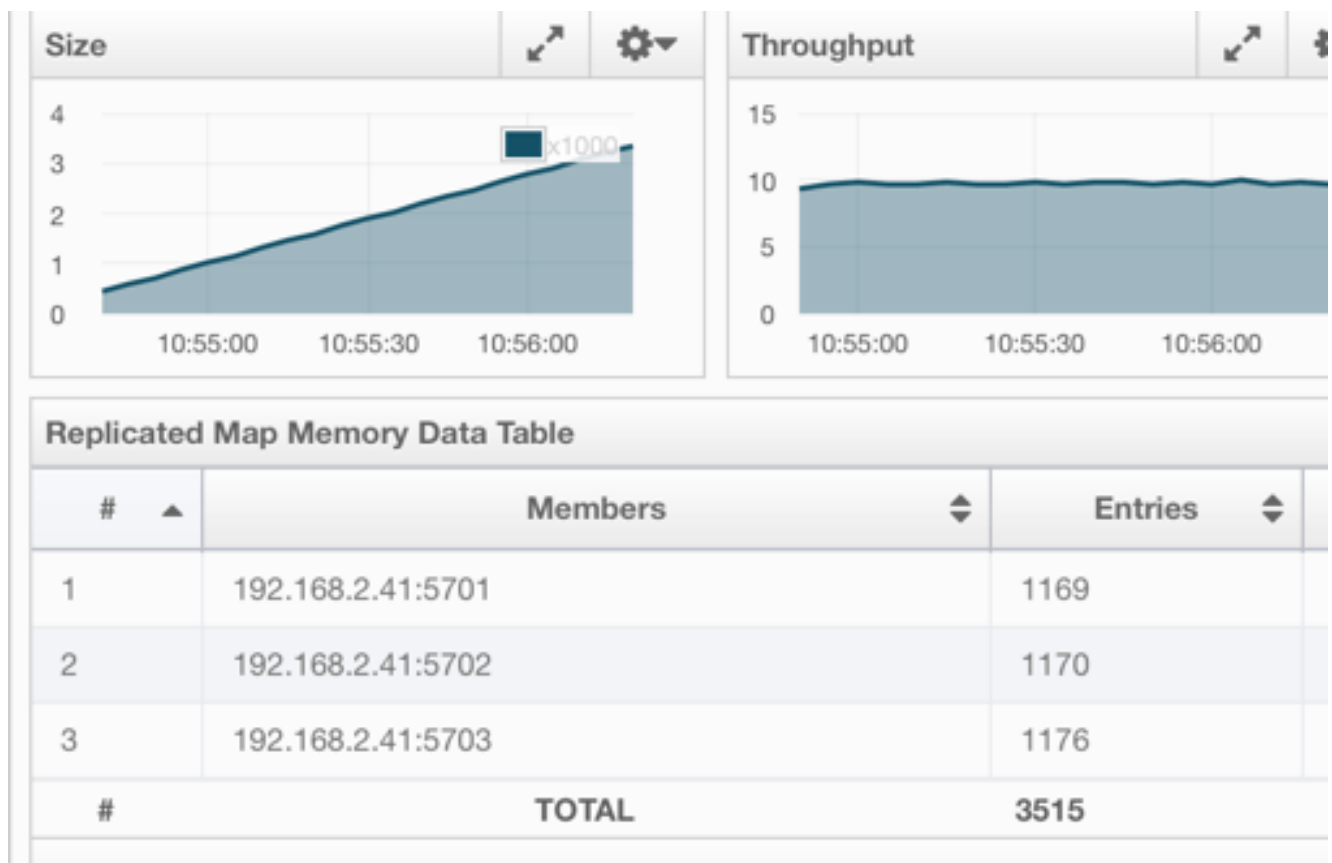 Size
4
3
2
1
0
x1000
10:55:00 10:55:30 10:56:00
Throughput
15
10
5
0
10:55:00 10:55:30 10:56:00
Replicated Map Memory Data Table
# Members Entries
1 192.168.2.41:5701 1169
2 192.168.2.41:5702 1170
3 192.168.2.41:5703 1176
# TOTAL 3515